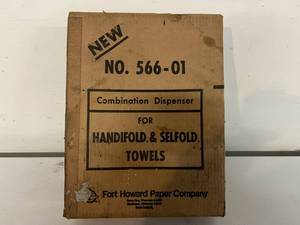 NEW
NO. 566-01
Combination Dispenser
FOR
HANDIFOLD & SELFOLD
TOWELS
Fort Howard Paper Company